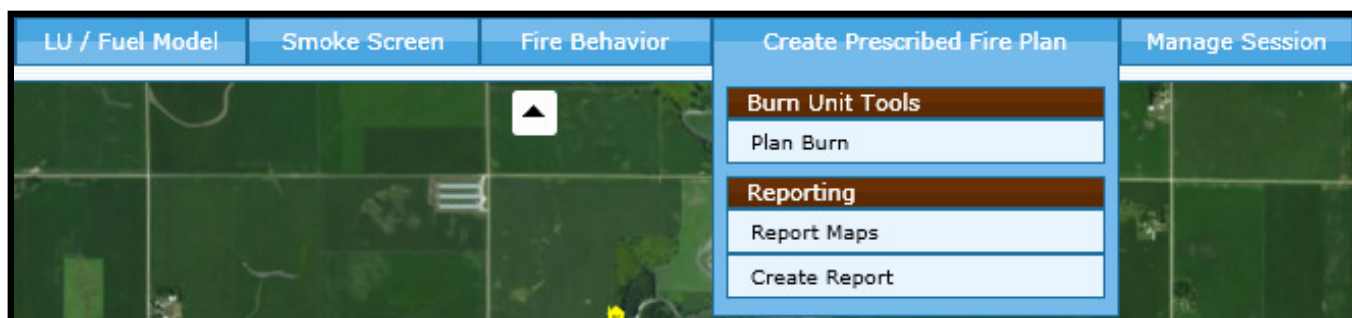 LU / Fuel Model Smoke Screen Fire Behavior Create Prescribed Fire Plan Manage Session
Burn Unit Tools
Plan Burn
Reporting
Report Maps
Create Report